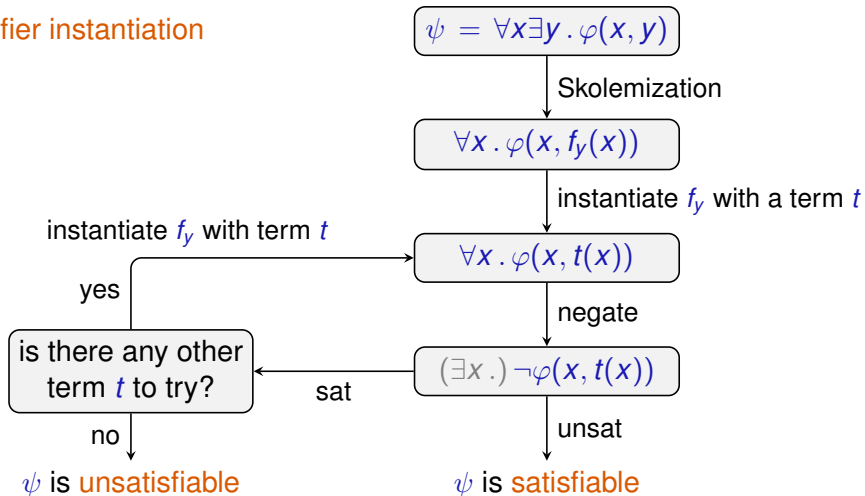 fier instantiation
ψ = ∀x∃y . φ(x, y)
Skolemization
∀x . φ(x, f_y(x))
instantiate f_y with a term t
instantiate f_y with term t
∀x . φ(x, t(x))
yes
negate
is there any other
term t to try?
(∃x .) ¬φ(x, t(x))
sat
no
unsat
ψ is unsatisfiable
ψ is satisfiable